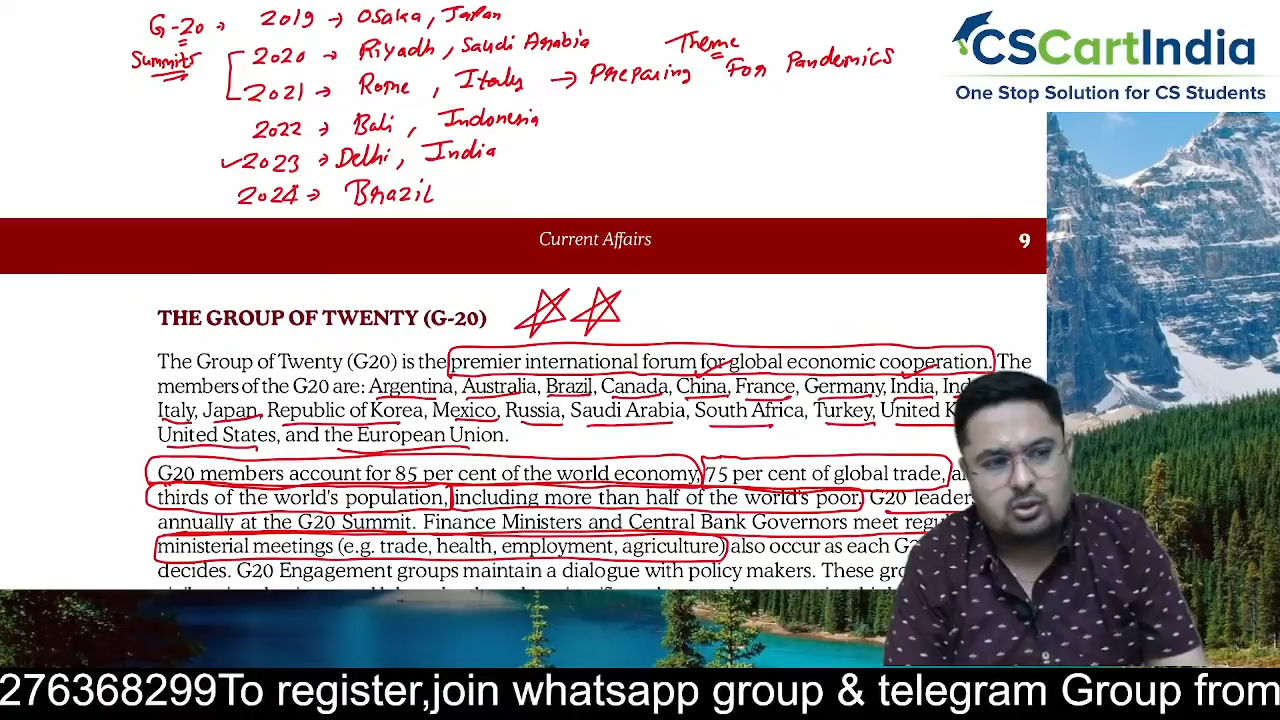 G-20 → 2019 → Osaka, Japan
Summits 2020 → Riyadh, Saudi Arabia Theme
2021 → Rome, Italy → Preparing For Pandemics
2022 → Bali, Indonesia
✓2023 → Delhi, India
2024 → Brazil
CSCartIndia
One Stop Solution for CS Students
Current Affairs 9
THE GROUP OF TWENTY (G-20)
The Group of Twenty (G20) is the premier international forum for global economic cooperation. The
members of the G20 are: Argentina, Australia, Brazil, Canada, China, France, Germany, India,
Italy, Japan, Republic of Korea, Mexico, Russia, Saudi Arabia, South Africa, Turkey, United
United States, and the European Union.
G20 members account for 85 per cent of the world economy, 75 per cent of global trade,
thirds of the world's population, including more than half of the world's poor. G20
annually at the G20 Summit. Finance Ministers and Central Bank Governors meet
ministerial meetings (e.g. trade, health, employment, agriculture) also occur as each
decides. G20 Engagement groups maintain a dialogue with policy makers. These
276368299To register,join whatsapp group & telegram Group from